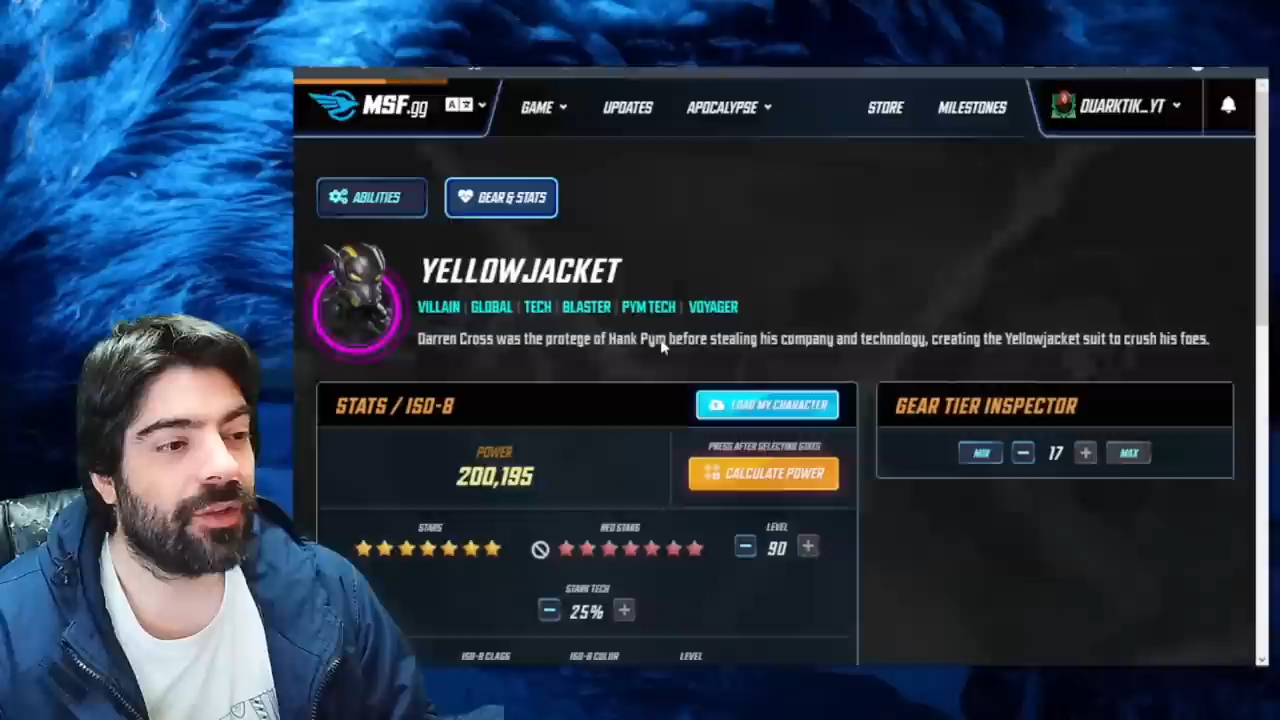 MSF.gg GAME UPDATES APOCALYPSE STORE MILESTONES DUARKTIK_YT
ABILITIES GEAR & STATS
YELLOWJACKET
VILLAIN | GLOBAL | TECH | BLASTER | PYM TECH | VOYAGER
Darren Cross was the protege of Hank Pym before stealing his company and technology, creating the Yellowjacket suit to crush his foes.
STATS / ISO-8 LOAD MY CHARACTER GEAR TIER INSPECTOR
POWER PRESS AFTER SELECTING STATS MIN 17 MAX
200,195 CALCULATE POWER
STARS RED STARS LEVEL
90
STARK TECH
25%
ISO-8 CLASS ISO-8 COLOR LEVEL